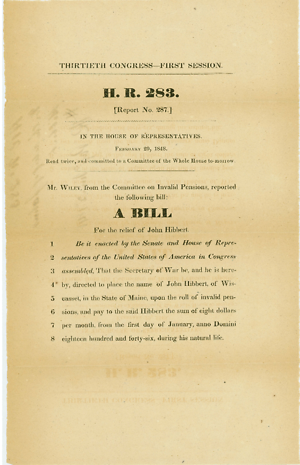 THIRTIETH CONGRESS—FIRST SESSION.
H. R. 283.
[Report No. 287.]
IN THE HOUSE OF REPRESENTATIVES.
February 29, 1848.
Read twice, and committed to a Committee of the Whole House to-morrow.
Mr. Wiley, from the Committee on Invalid Pensions, reported
the following bill:
A BILL
For the relief of John Hibbert.
1 Be it enacted by the Senate and House of Repre-
2 sentatives of the United States of America in Congress
3 assembled, That the Secretary of War be, and he is here-
4 by, directed to place the name of John Hibbert, of Wis-
5 casset, in the State of Maine, upon the roll of invalid pen-
6 sions, and pay to the said Hibbert the sum of eight dollars
7 per month, from the first day of January, anno Domini
8 eighteen hundred and forty-six, during his natural life.